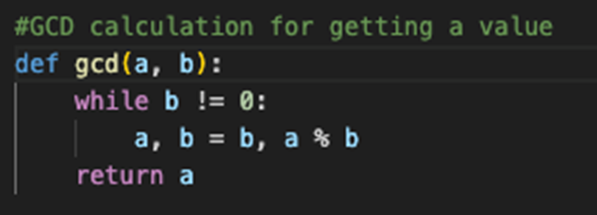 #GCD calculation for getting a value
def gcd(a, b):
    while b != 0:
        a, b = b, a % b
    return a